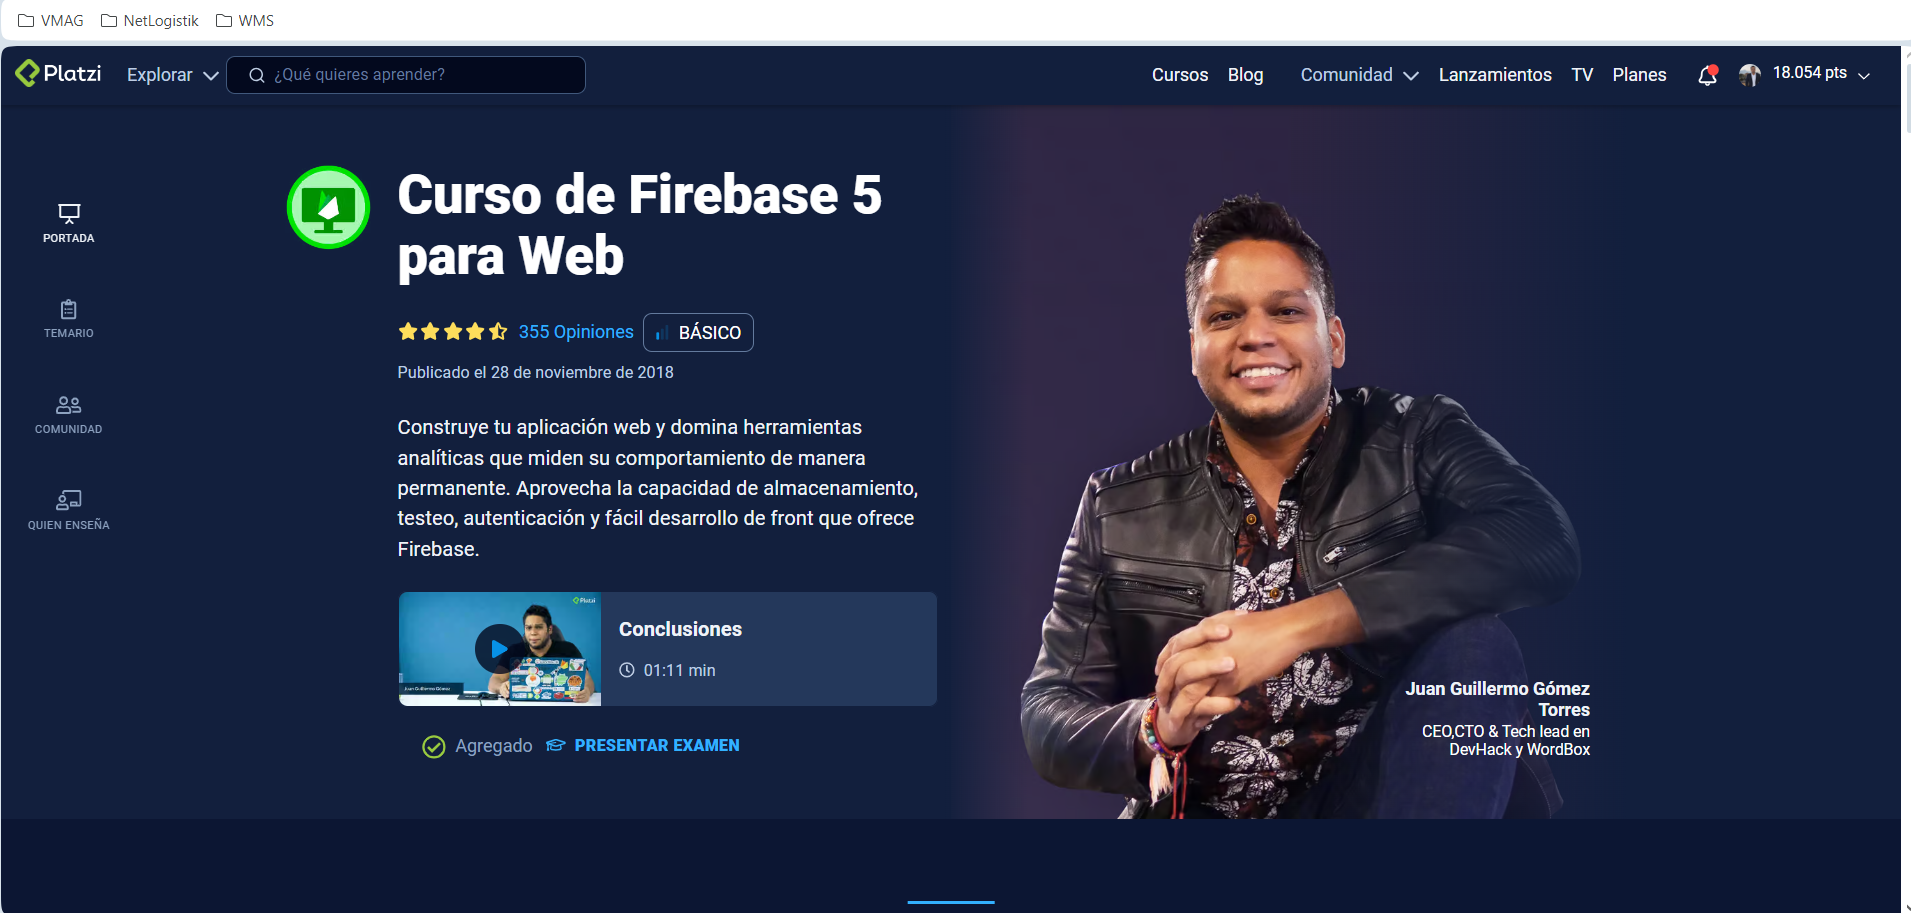 VMAG NetLogistik WMS
Platzi Explorar ¿Qué quieres aprender? Cursos Blog Comunidad Lanzamientos TV Planes 18.054 pts
PORTADA
TEMARIO
COMUNIDAD
QUIEN ENSEÑA
Curso de Firebase 5
para Web
355 Opiniones BÁSICO
Publicado el 28 de noviembre de 2018
Construye tu aplicación web y domina herramientas
analíticas que miden su comportamiento de manera
permanente. Aprovecha la capacidad de almacenamiento,
testeo, autenticación y fácil desarrollo de front que ofrece
Firebase.
Platzi
Juan Guillermo Gómez
Conclusiones
01:11 min
Agregado PRESENTAR EXAMEN
Juan Guillermo Gómez
Torres
CEO,CTO & Tech lead en
DevHack y WordBox